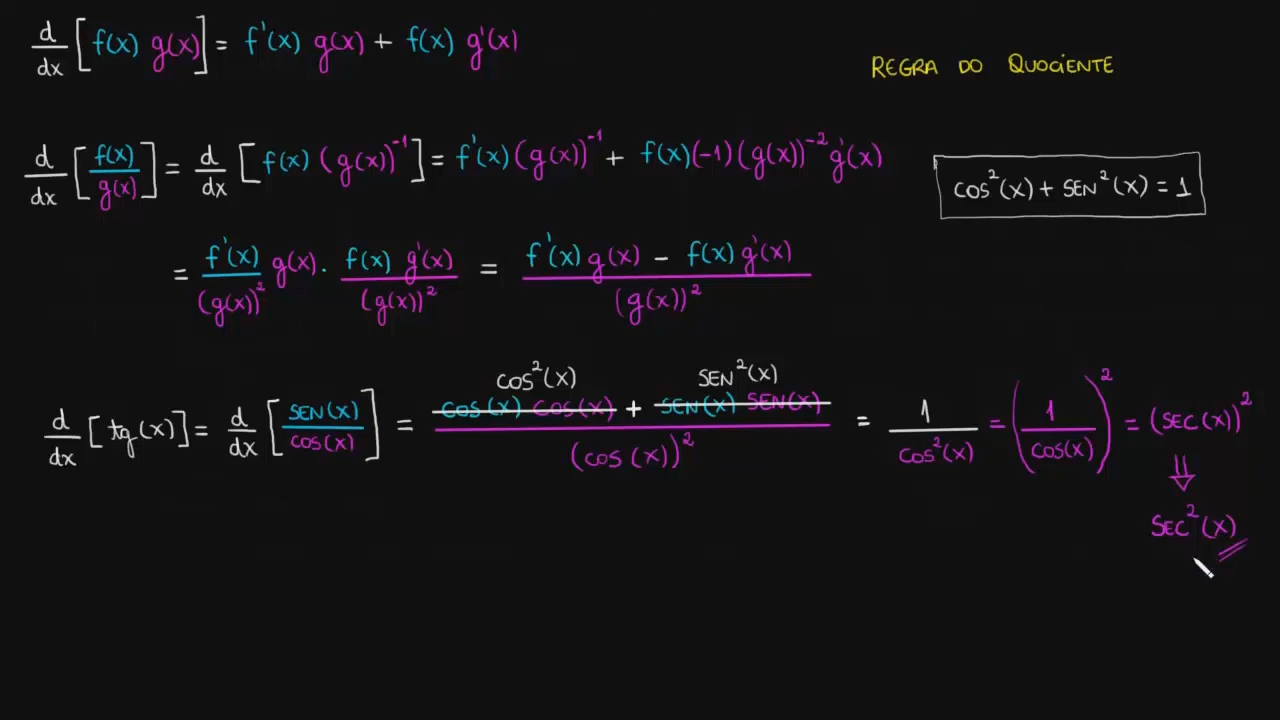 d/dx [f(x) g(x)] = f'(x) g(x) + f(x) g'(x)
REGRA DO QUOCIENTE
d/dx [f(x)/g(x)] = d/dx [f(x) (g(x))⁻¹] = f'(x) (g(x))⁻¹ + f(x)(-1)(g(x))⁻² g'(x)
cos²(x) + SEN²(x) = 1
= f'(x)/(g(x))² g(x) · f(x) g'(x)/(g(x))² = f'(x) g(x) - f(x) g'(x)/(g(x))²
cos²(x) SEN²(x)
d/dx [tg(x)] = d/dx [SEN(x)/cos(x)] = cos(x) cos(x) + SEN(x) SEN(x)/(cos(x))² = 1/cos²(x) = (1/cos(x))² = (SEC(x))²
⇓
SEC²(x)